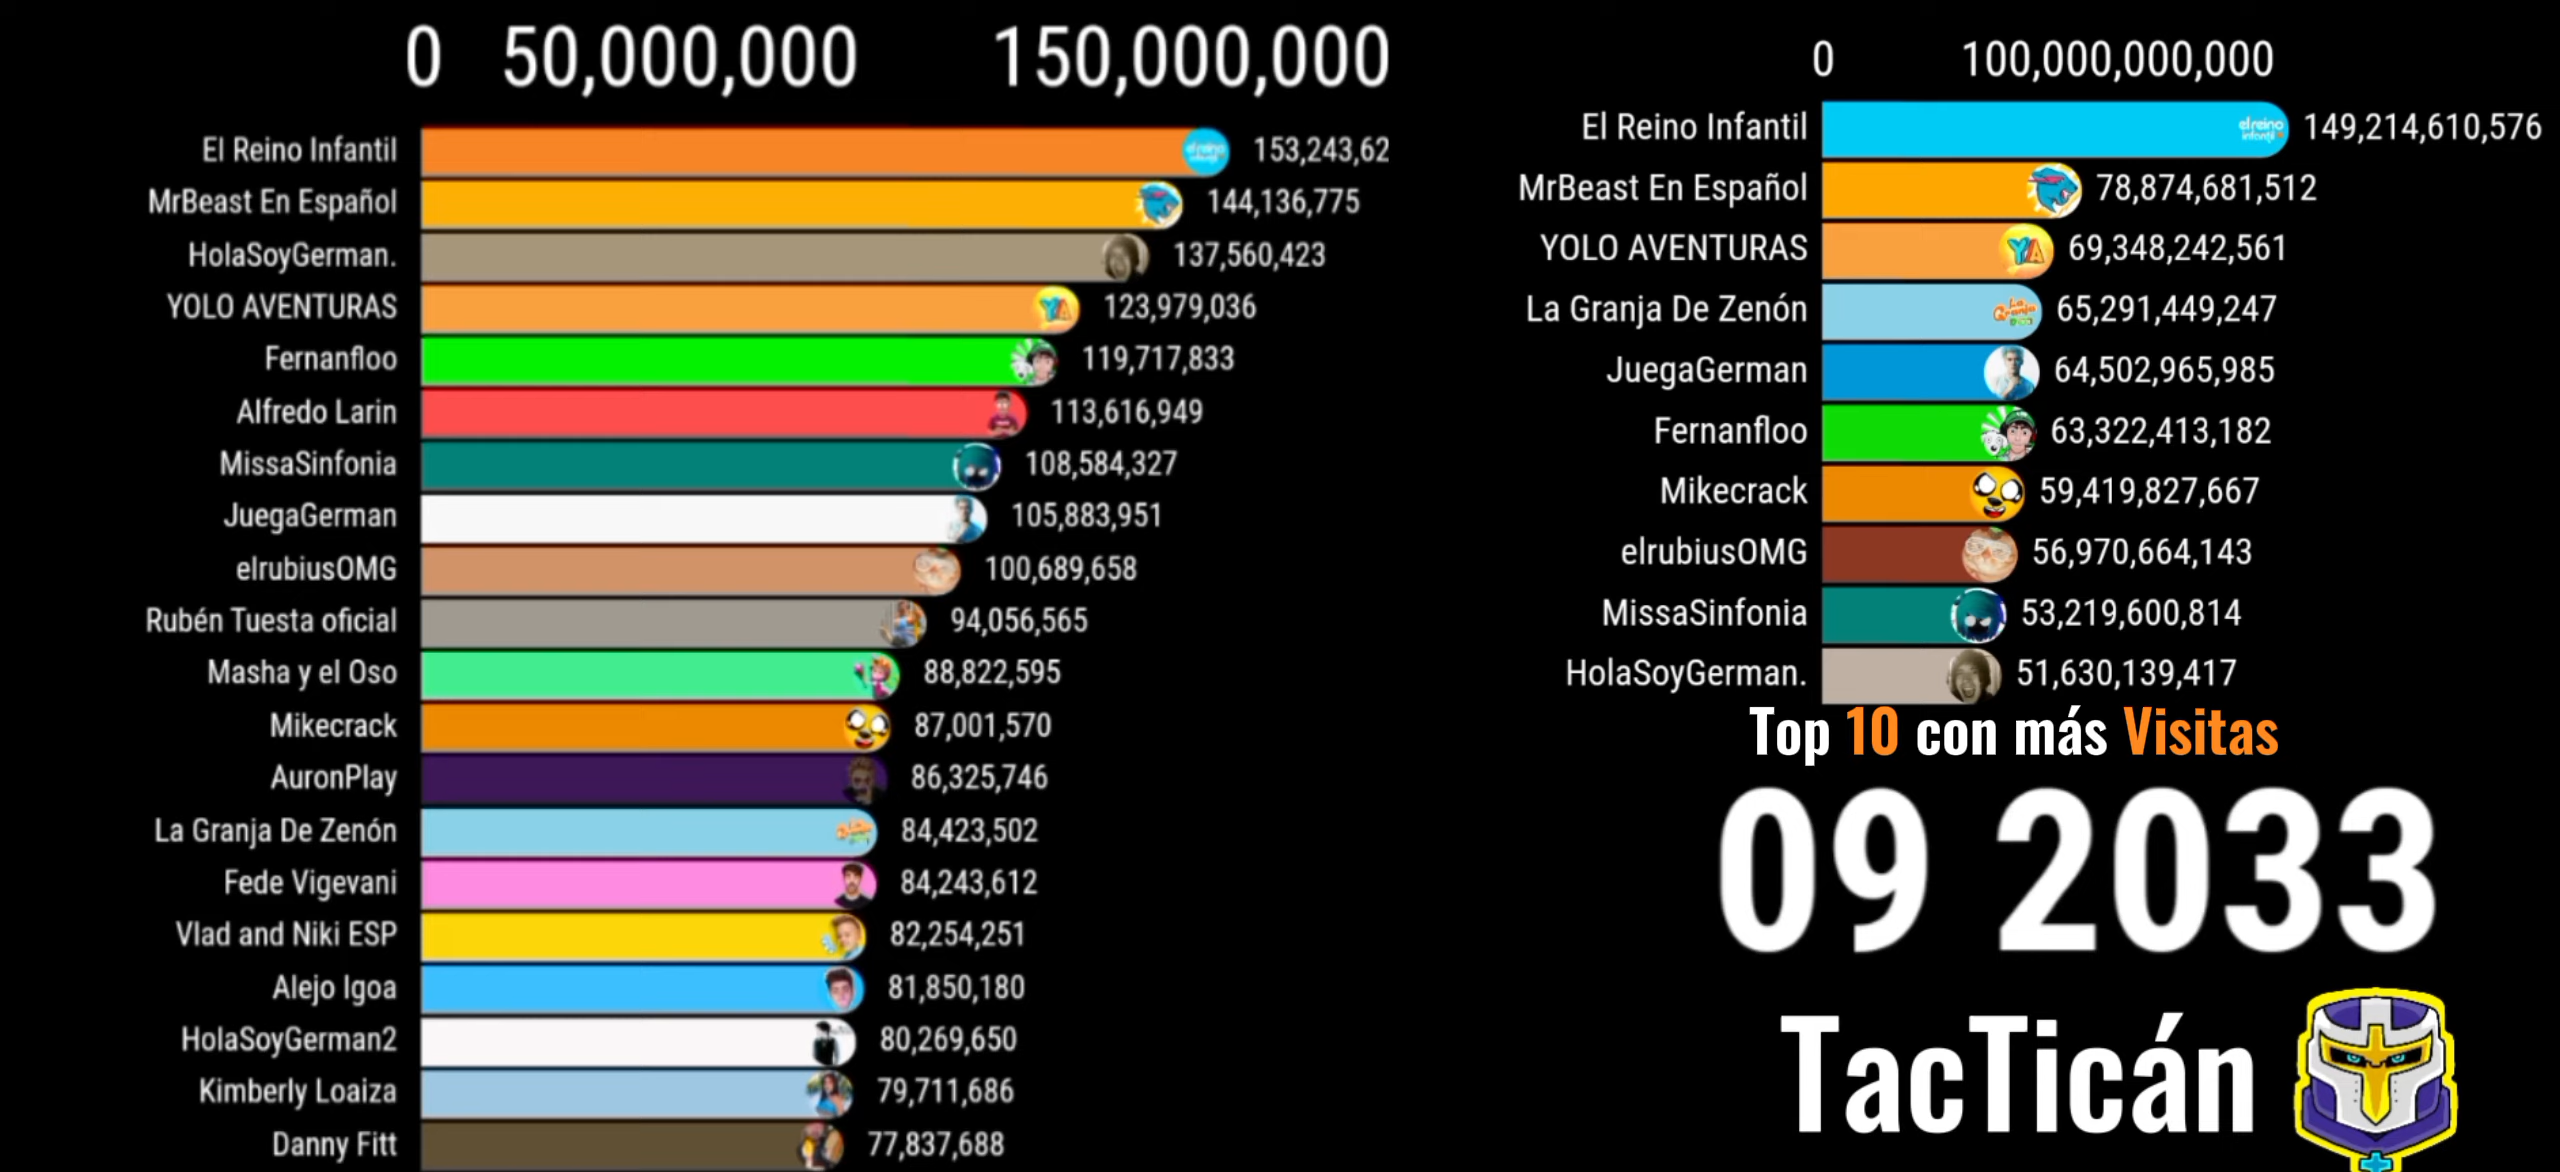 0 50,000,000 150,000,000
El Reino Infantil 153,243,62
MrBeast En Español 144,136,775
HolaSoyGerman. 137,560,423
YOLO AVENTURAS YA 123,979,036
Fernanfloo 119,717,833
Alfredo Larin 113,616,949
MissaSinfonia 108,584,327
JuegaGerman 105,883,951
elrubiusOMG 100,689,658
Rubén Tuesta oficial 94,056,565
Masha y el Oso 88,822,595
Mikecrack 87,001,570
AuronPlay 86,325,746
La Granja De Zenón 84,423,502
Fede Vigevani 84,243,612
Vlad and Niki ESP 82,254,251
Alejo Igoa 81,850,180
HolaSoyGerman2 80,269,650
Kimberly Loaiza 79,711,686
Danny Fitt 77,837,688
0 100,000,000,000
El Reino Infantil el reino infantil 149,214,610,576
MrBeast En Español 78,874,681,512
YOLO AVENTURAS YA 69,348,242,561
La Granja De Zenón La Granja 65,291,449,247
JuegaGerman 64,502,965,985
Fernanfloo 63,322,413,182
Mikecrack 59,419,827,667
elrubiusOMG 56,970,664,143
MissaSinfonia 53,219,600,814
HolaSoyGerman. 51,630,139,417
Top 10 con más Visitas
09 2033
TacTicán